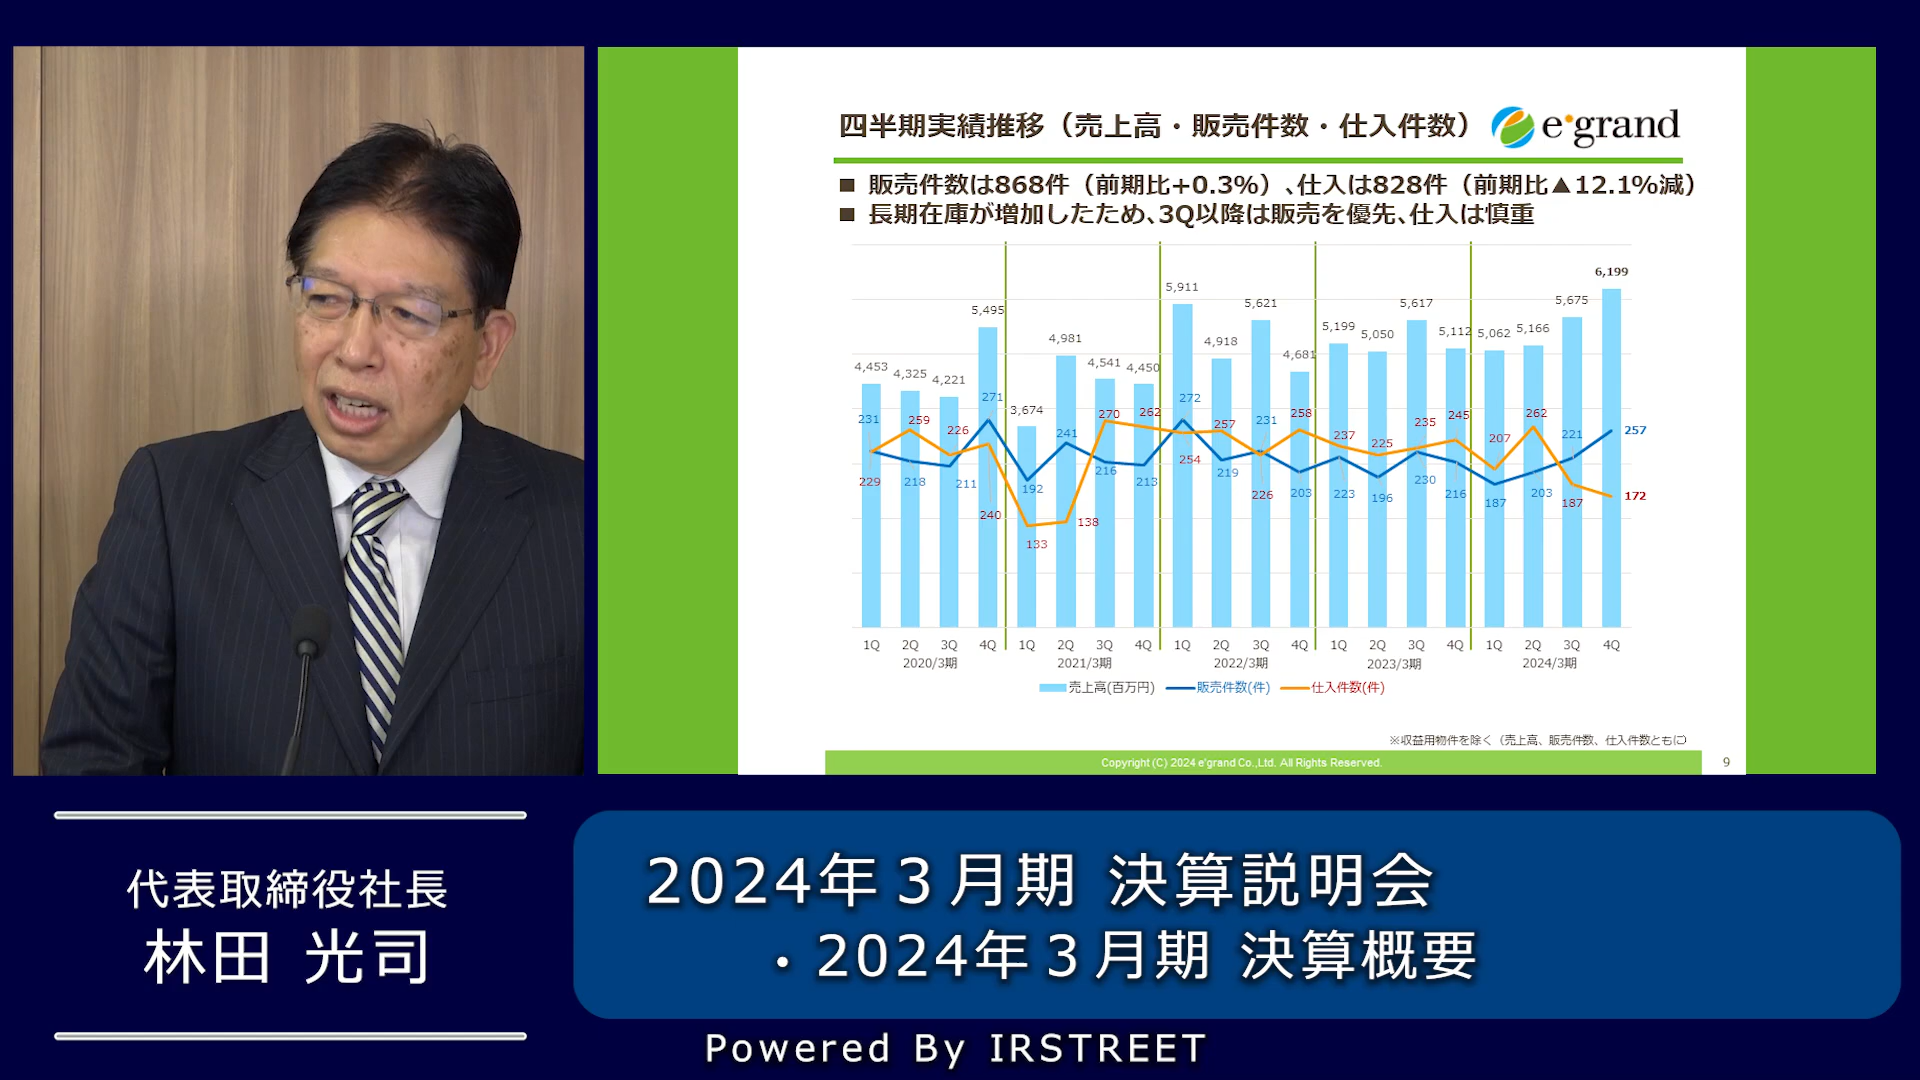 四半期実績推移（売上高・販売件数・仕入件数）
e'grand
■ 販売件数は868件（前期比+0.3%）、仕入は828件（前期比▲12.1%減）
■ 長期在庫が増加したため、3Q以降は販売を優先、仕入は慎重
4,453 4,325 4,221 5,495 3,674 4,981 4,541 4,450 5,911 4,918 5,621 4,681 5,199 5,050 5,617 5,112 5,062 5,166 5,675 6,199
231 218 211 271 192 241 216 213 272 219 231 203 223 196 230 216 187 203 221 257
229 259 226 240 133 138 270 262 254 257 226 258 237 225 235 245 207 262 187 172
1Q 2Q 3Q 4Q 1Q 2Q 3Q 4Q 1Q 2Q 3Q 4Q 1Q 2Q 3Q 4Q 1Q 2Q 3Q 4Q
2020/3期 2021/3期 2022/3期 2023/3期 2024/3期
売上高(百万円) 販売件数(件) 仕入件数(件)
※収益用物件を除く（売上高、販売件数、仕入件数ともに）
Copyright (C) 2024 e'grand Co.,Ltd. All Rights Reserved.
9
代表取締役社長
林田 光司
2024年３月期 決算説明会
・2024年３月期 決算概要
Powered By IRSTREET